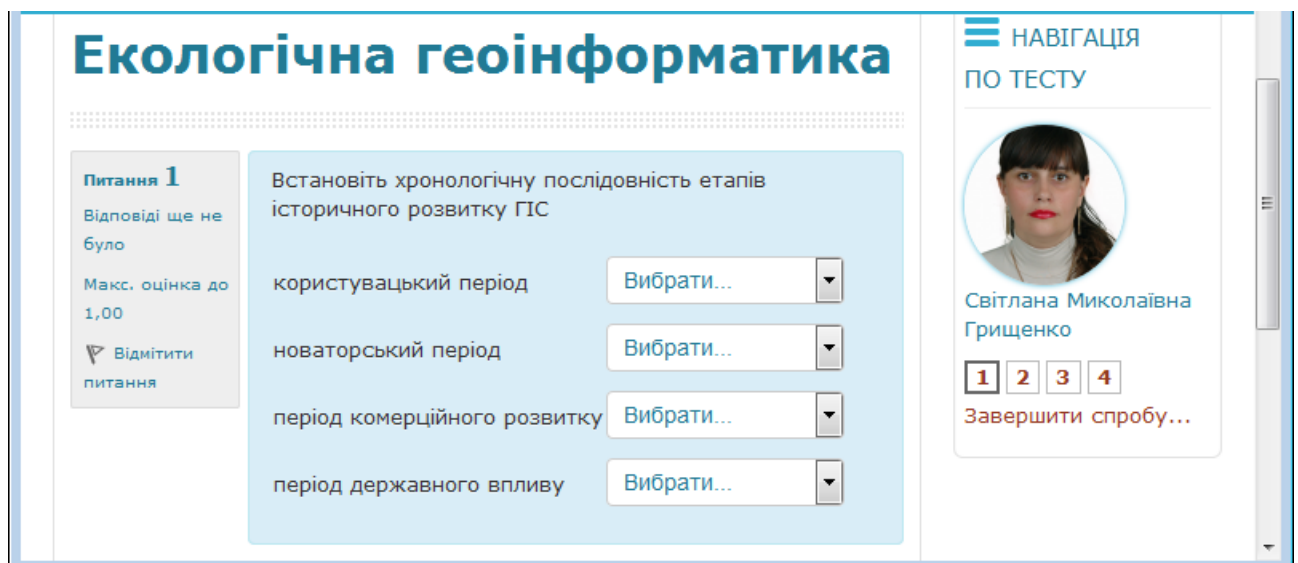 Екологічна геоінформатика
Питання 1
Відповіді ще не
було
Макс. оцінка до
1,00
Відмітити
питання
Встановіть хронологічну послідовність етапів
історичного розвитку ГІС
користувацький період Вибрати...
новаторський період Вибрати...
період комерційного розвитку Вибрати...
період державного впливу Вибрати...
НАВІГАЦІЯ
ПО ТЕСТУ
Світлана Миколаївна
Грищенко
1 2 3 4
Завершити спробу...